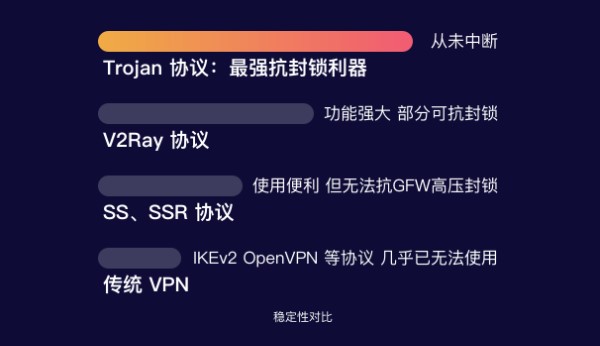 从未中断
Trojan 协议：最强抗封锁利器
功能强大 部分可抗封锁
V2Ray 协议
使用便利 但无法抗GFW高压封锁
SS、SSR 协议
IKEv2 OpenVPN 等协议 几乎已无法使用
传统 VPN
稳定性对比